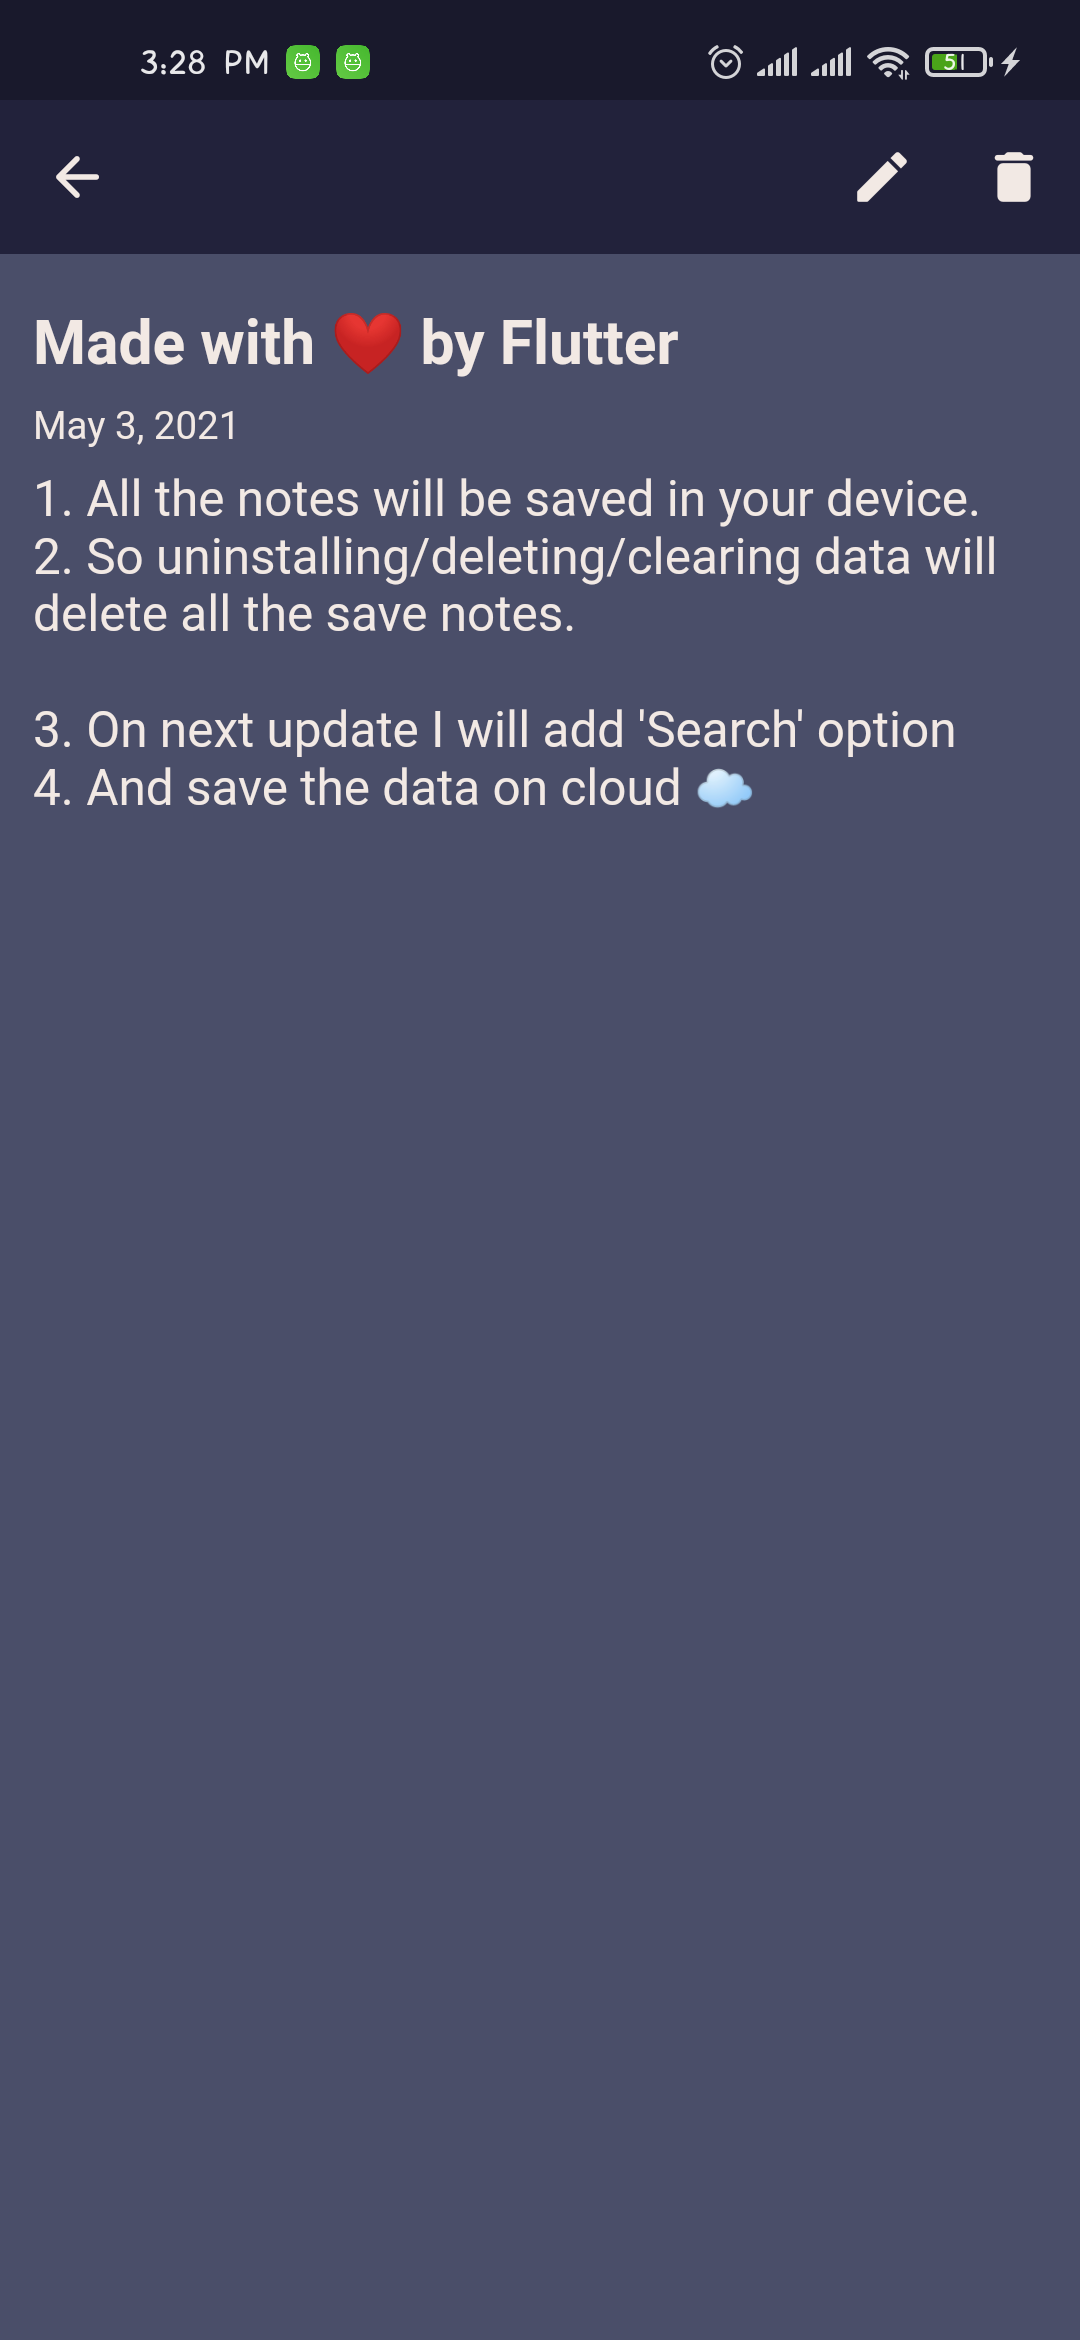 3:28 PM
51
Made with ❤️ by Flutter
May 3, 2021
1. All the notes will be saved in your device.
2. So uninstalling/deleting/clearing data will
delete all the save notes.
3. On next update I will add 'Search' option
4. And save the data on cloud ☁️